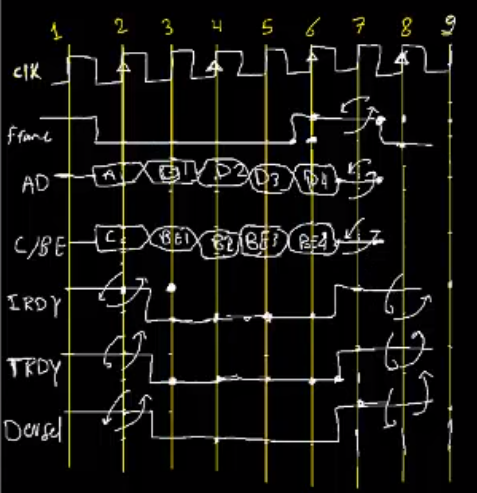 1 2 3 4 5 6 7 8 9
clk
frame
AD A D2 D3 D4
C/BE C BE1 B2 BE3 BE4
IRDY
TRDY
Devsel